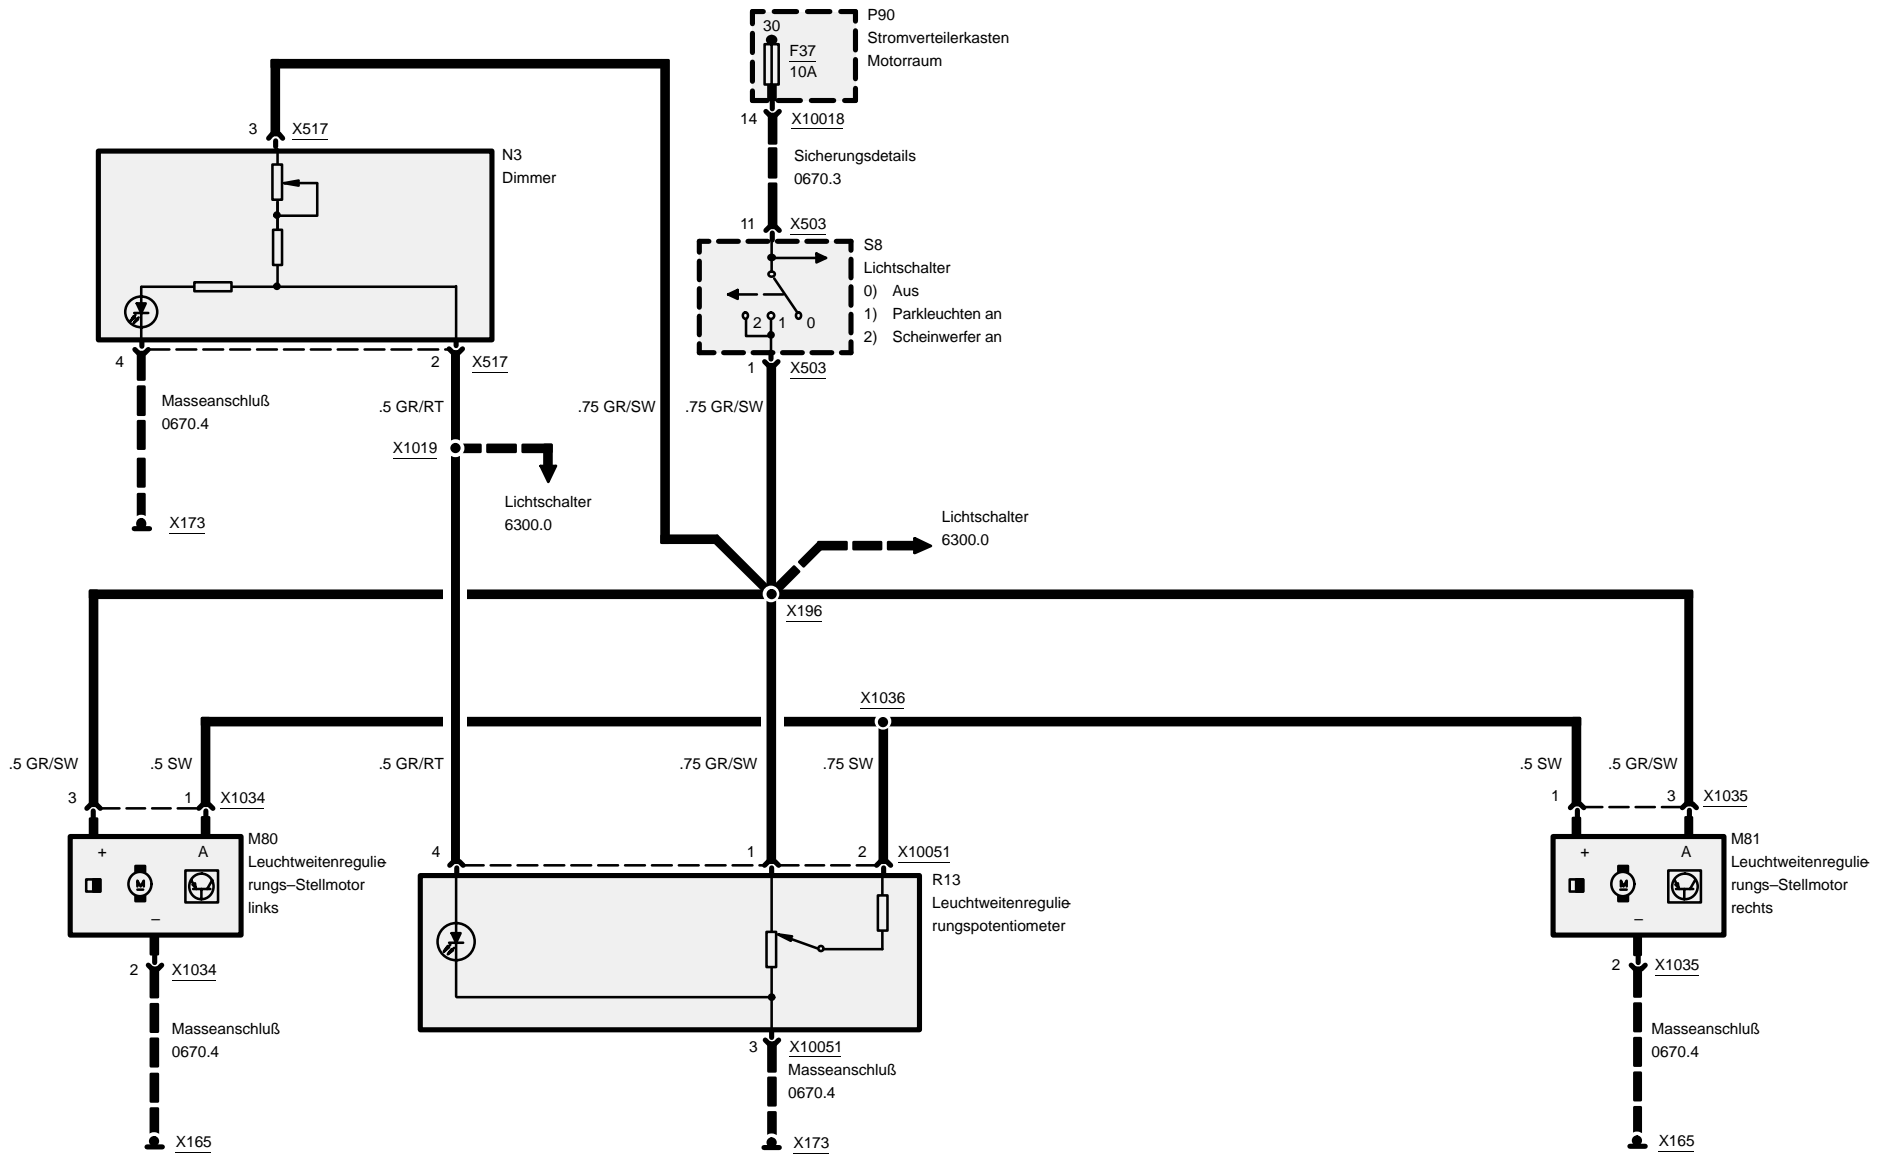 P90
Stromverteilerkasten
Motorraum
30
F37
10A
14 X10018
Sicherungsdetails
0670.3
3 X517
N3
Dimmer
11 X503
S8
Lichtschalter
0) Aus
1) Parkleuchten an
2) Scheinwerfer an
2 1 0
1 X503
4
2 X517
Masseanschluß
0670.4
.5 GR/RT
.75 GR/SW
.75 GR/SW
X1019
Lichtschalter
6300.0
X173
Lichtschalter
6300.0
X196
X1036
.5 GR/SW
.5 SW
.5 GR/RT
.75 GR/SW
.75 SW
.5 SW
.5 GR/SW
3
1 X1034
1
3 X1035
M80
Leuchtweitenregulie-
rungs–Stellmotor
links
+ A
M
–
4
1
2 X10051
R13
Leuchtweitenregulie-
rungspotentiometer
M81
Leuchtweitenregulie-
rungs–Stellmotor
rechts
+ A
M
–
2 X1034
Masseanschluß
0670.4
X165
3 X10051
Masseanschluß
0670.4
X173
2 X1035
Masseanschluß
0670.4
X165